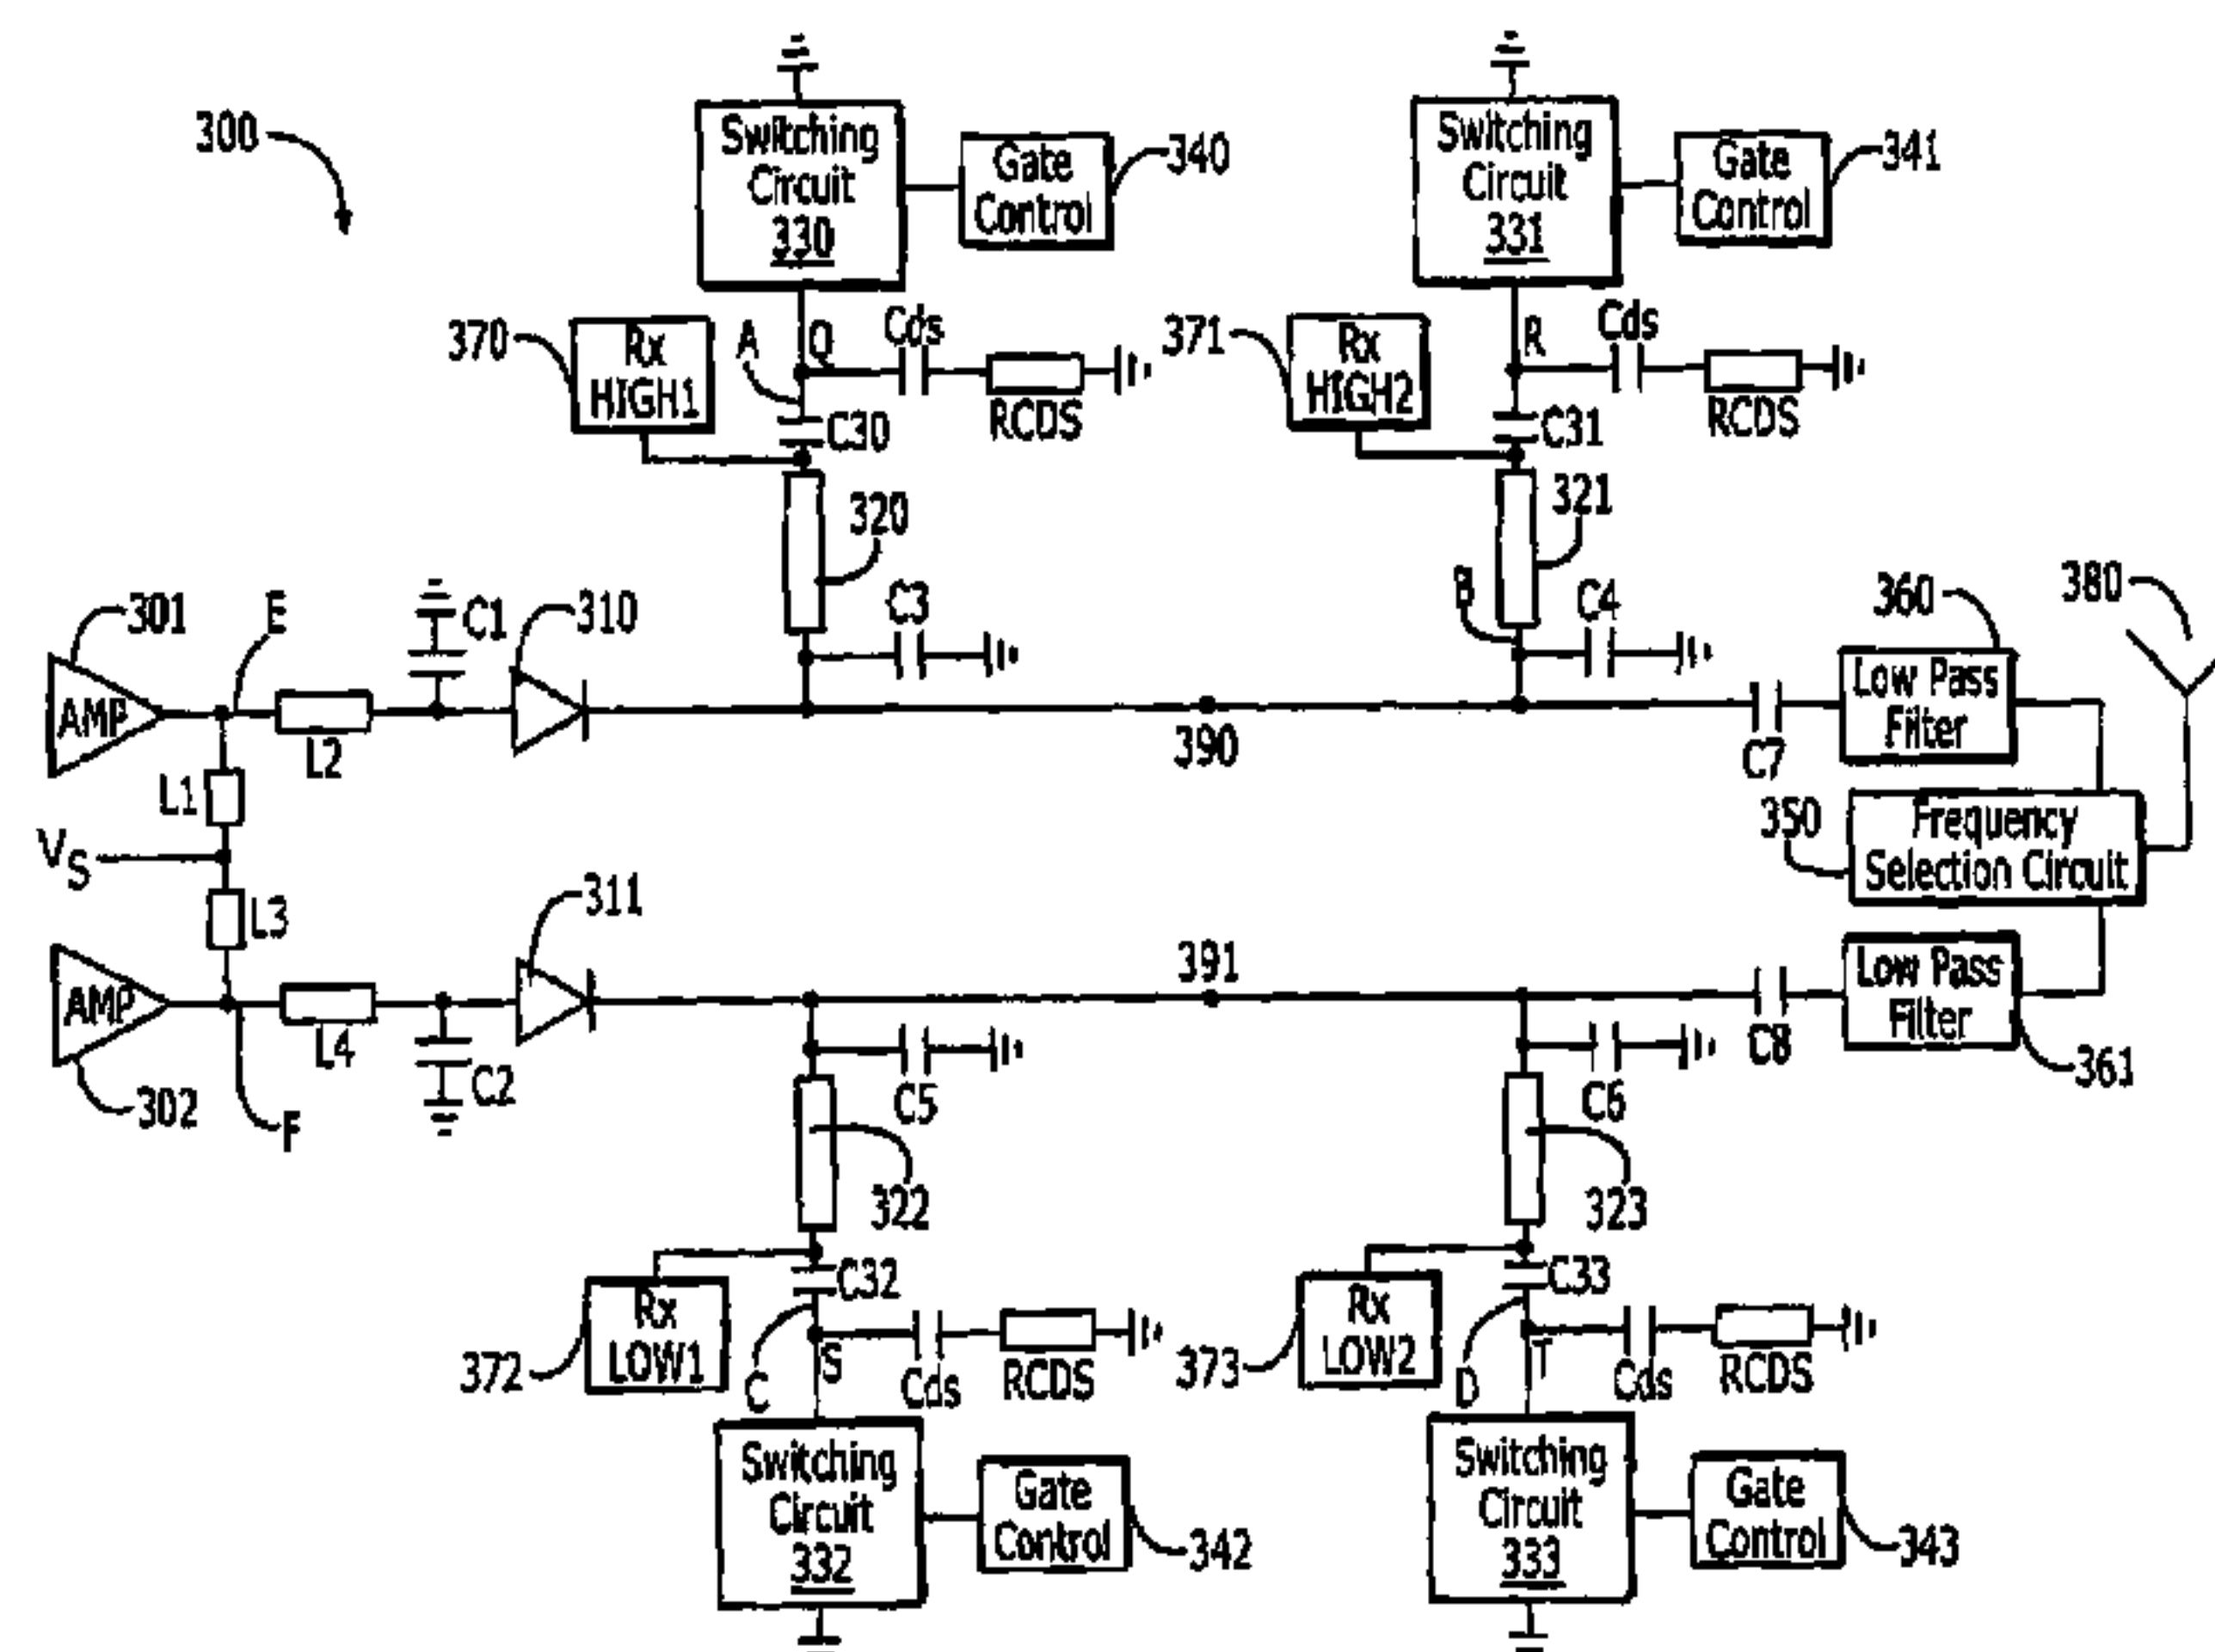 300
Switching
Circuit
330
Gate
Control
340
Switching
Circuit
331
Gate
Control
341
370
Rx
HIGH1
A
Q
Cds
RCDS
C30
371
Rx
HIGH2
R
Cds
RCDS
C31
320
321
301
E
C1
310
C3
B
C4
360
380
AMP
L2
390
C7
Low Pass
Filter
L1
VS
L3
350
Frequency
Selection Circuit
311
391
AMP
L4
C2
C5
C6
C8
Low Pass
Filter
361
302
F
322
323
Rx
LOW1
372
C32
C
S
Cds
RCDS
Rx
LOW2
373
C33
D
T
Cds
RCDS
Switching
Circuit
332
Gate
Control
342
Switching
Circuit
333
Gate
Control
343